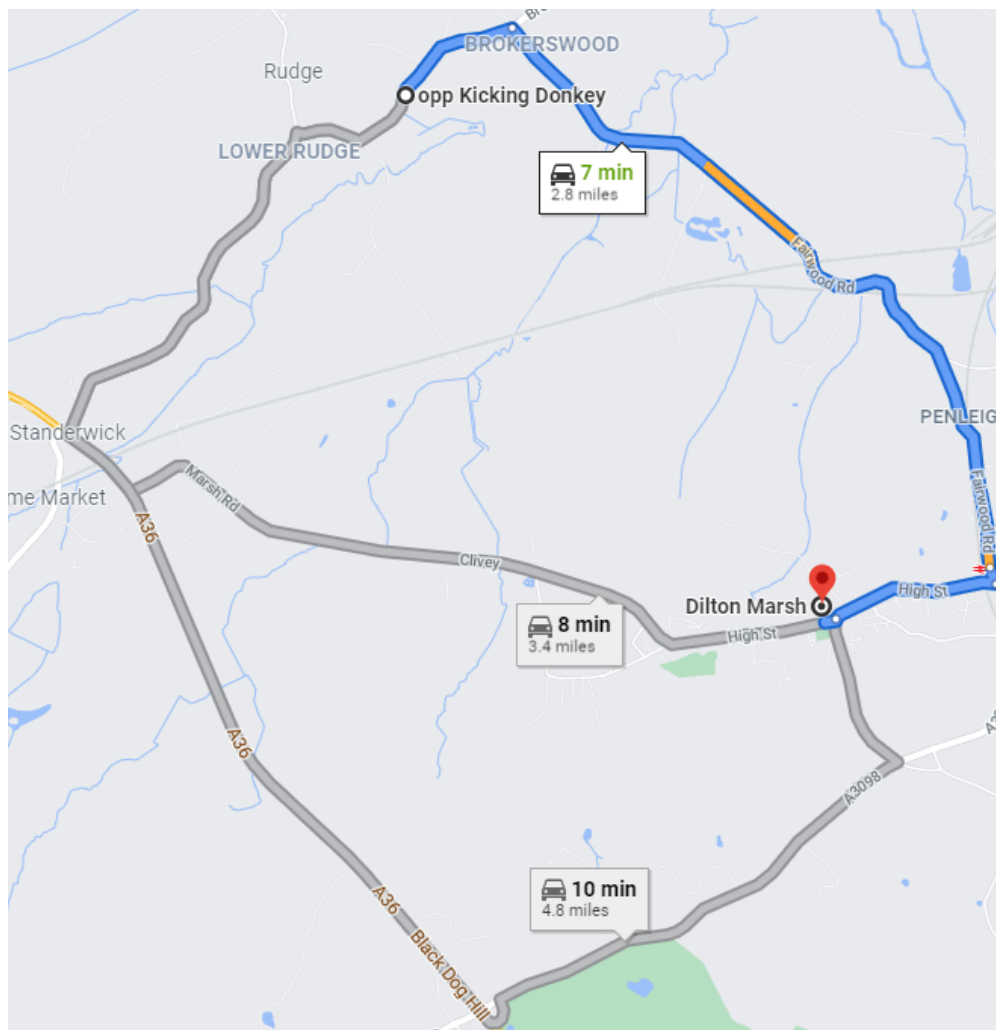 Bro
BROKERSWOOD
Rudge
opp Kicking Donkey
LOWER RUDGE
7 min
2.8 miles
Fairwood Rd
Standerwick
PENLEIG
me Market
Marsh Rd
A36
Fairwood Rd
Clivey
High St
Dilton Marsh
8 min
3.4 miles
High St
A36
A3098
10 min
4.8 miles
A36
Black Dog Hill